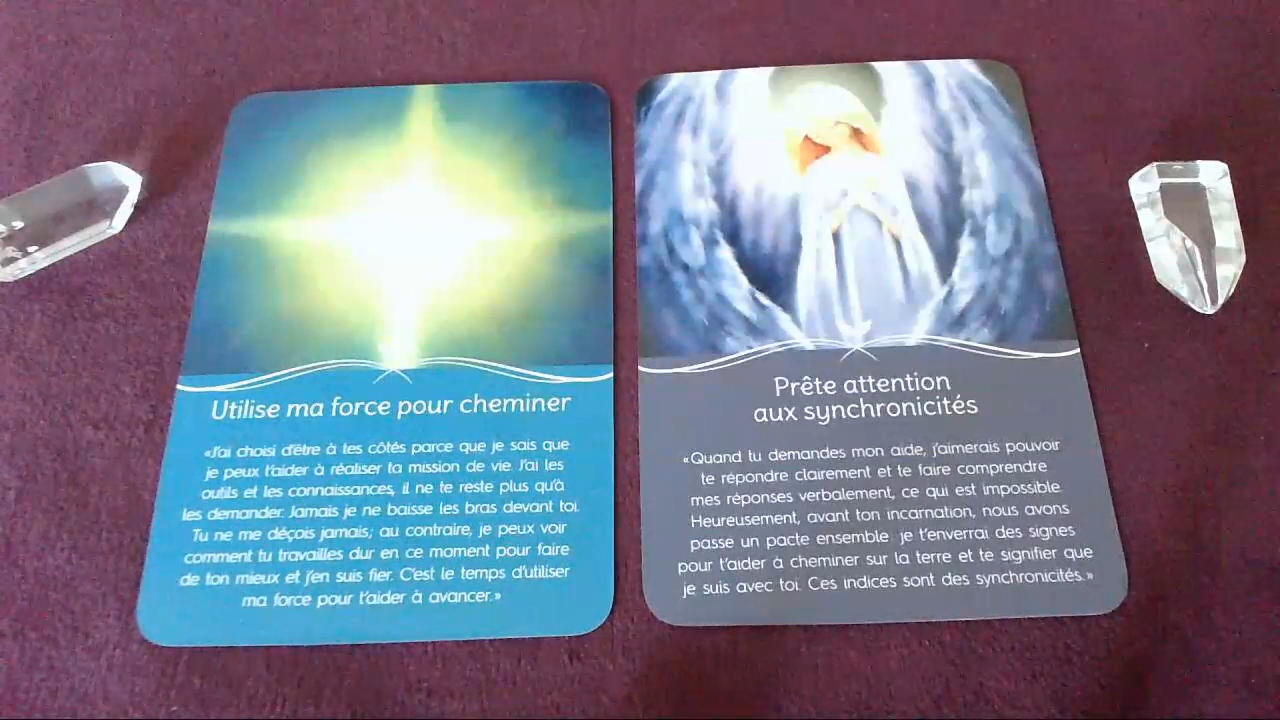 Utilise ma force pour cheminer
«J'ai choisi d'être à tes côtés parce que je sais que
je peux t'aider à réaliser ta mission de vie. J'ai les
outils et les connaissances, il ne te reste plus qu'à
les demander. Jamais je ne baisse les bras devant toi.
Tu ne me déçois jamais; au contraire, je peux voir
comment tu travailles dur en ce moment pour faire
de ton mieux et j'en suis fier. C'est le temps d'utiliser
ma force pour t'aider à avancer.»
Prête attention
aux synchronicités
«Quand tu demandes mon aide, j'aimerais pouvoir
te répondre clairement et te faire comprendre
mes réponses verbalement, ce qui est impossible.
Heureusement, avant ton incarnation, nous avons
passé un pacte ensemble: je t'enverrai des signes
pour t'aider à cheminer sur la terre et te signifier que
je suis avec toi. Ces indices sont des synchronicités.»